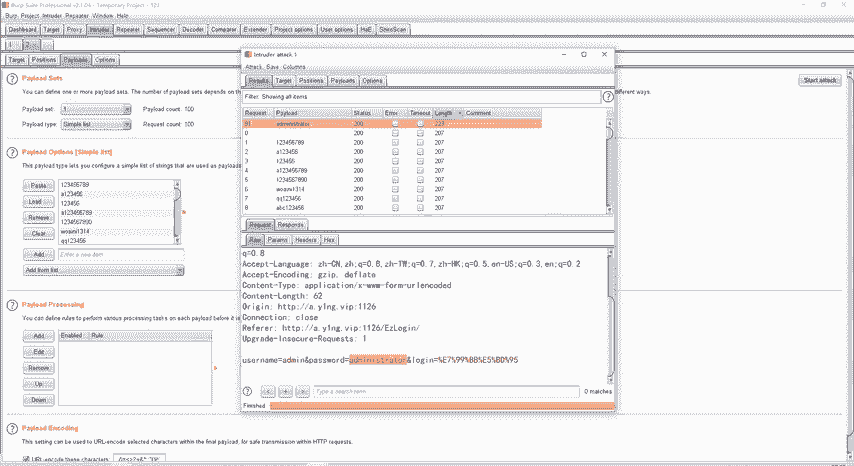 Burp Suite Professional v2.1.04 - Temporary Project -
Burp Project Intruder Repeater Window Help
Dashboard Target Proxy Intruder Repeater Sequencer Decoder Comparer Extender Project options User options HaE ShiroScan
Target Positions Payloads Options
Payload Sets
Start attack
You can define one or more payload sets. The number of payload sets depends on the
different ways.
Payload set: 1 Payload count: 100
Payload type: Simple list Request count: 100
Payload Options [Simple list]
This payload type lets you configure a simple list of strings that are used as payloads.
Paste
Load
Remove
Clear
123456789
a123456
123456
a123456789
1234567890
woaini1314
qq123456
Add Enter a new item
Add from list
Payload Processing
You can define rules to perform various processing tasks on each payload before it
Add Enabled Rule
Edit
Remove
Up
Down
Payload Encoding
This setting can be used to URL-encode selected characters within the final payload, for safe transmission within HTTP requests.
URL-encode these characters:
Intruder attack
Attack Save Columns
Results Target Positions Payloads Options
Filter: Showing all items
Request Payload Status Error Timeout Length Comment
91 administrator 200
0 200 207
1 123456789 200 207
2 a123456 200 207
3 123456 200 207
4 a123456789 200 207
5 1234567890 200 207
6 woaini1314 200 207
7 qq123456 200 207
8 abc123456 200 207
Request Response
Raw Params Headers Hex
q=0.8
Accept-Language: zh-CN,zh;q=0.8,zh-TW;q=0.7,zh-HK;q=0.5,en-US;q=0.3,en;q=0.2
Accept-Encoding: gzip, deflate
Content-Type: application/x-www-form-urlencoded
Content-Length: 62
Origin: http://a.y1ng.vip:1126
Connection: close
Referer: http://a.y1ng.vip:1126/EzLogin/
Upgrade-Insecure-Requests: 1
username=admin&password=administrator&login=%E7%99%BB%E5%BD%95
? < + > Type a search term 0 matches
Finished